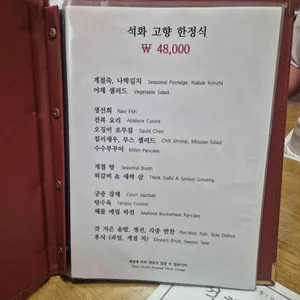 석화 고향 한정식
₩ 48,000
계절죽, 나박김치 Seasonal Porridge, Nabak Kimchi
야채 샐러드 Vegetable Salad
생선회 Raw Fish
전복 요리 Abalone Cuisine
오징어 초무침 Squid Chori
칠리새우, 무스 샐러드 Chili Shrimp, Mousse Salad
수수부꾸미 Millet Pancake
계절 탕 Seasonal Broth
떡갈비 & 새싹 삼 Tteok Galbi & Sprout Ginseng
궁중 잡채 Court Japchae
탕수육 Tangsu Cuisine
해물 메밀 파전 Seafood Buckwheat Pancake
갓 지은 솥밥, 생선, 각종 반찬 Pot Rice, Fish, Side Dishes
후식 (과일, 계절 차) Dessert (Fruit, Season Tea)